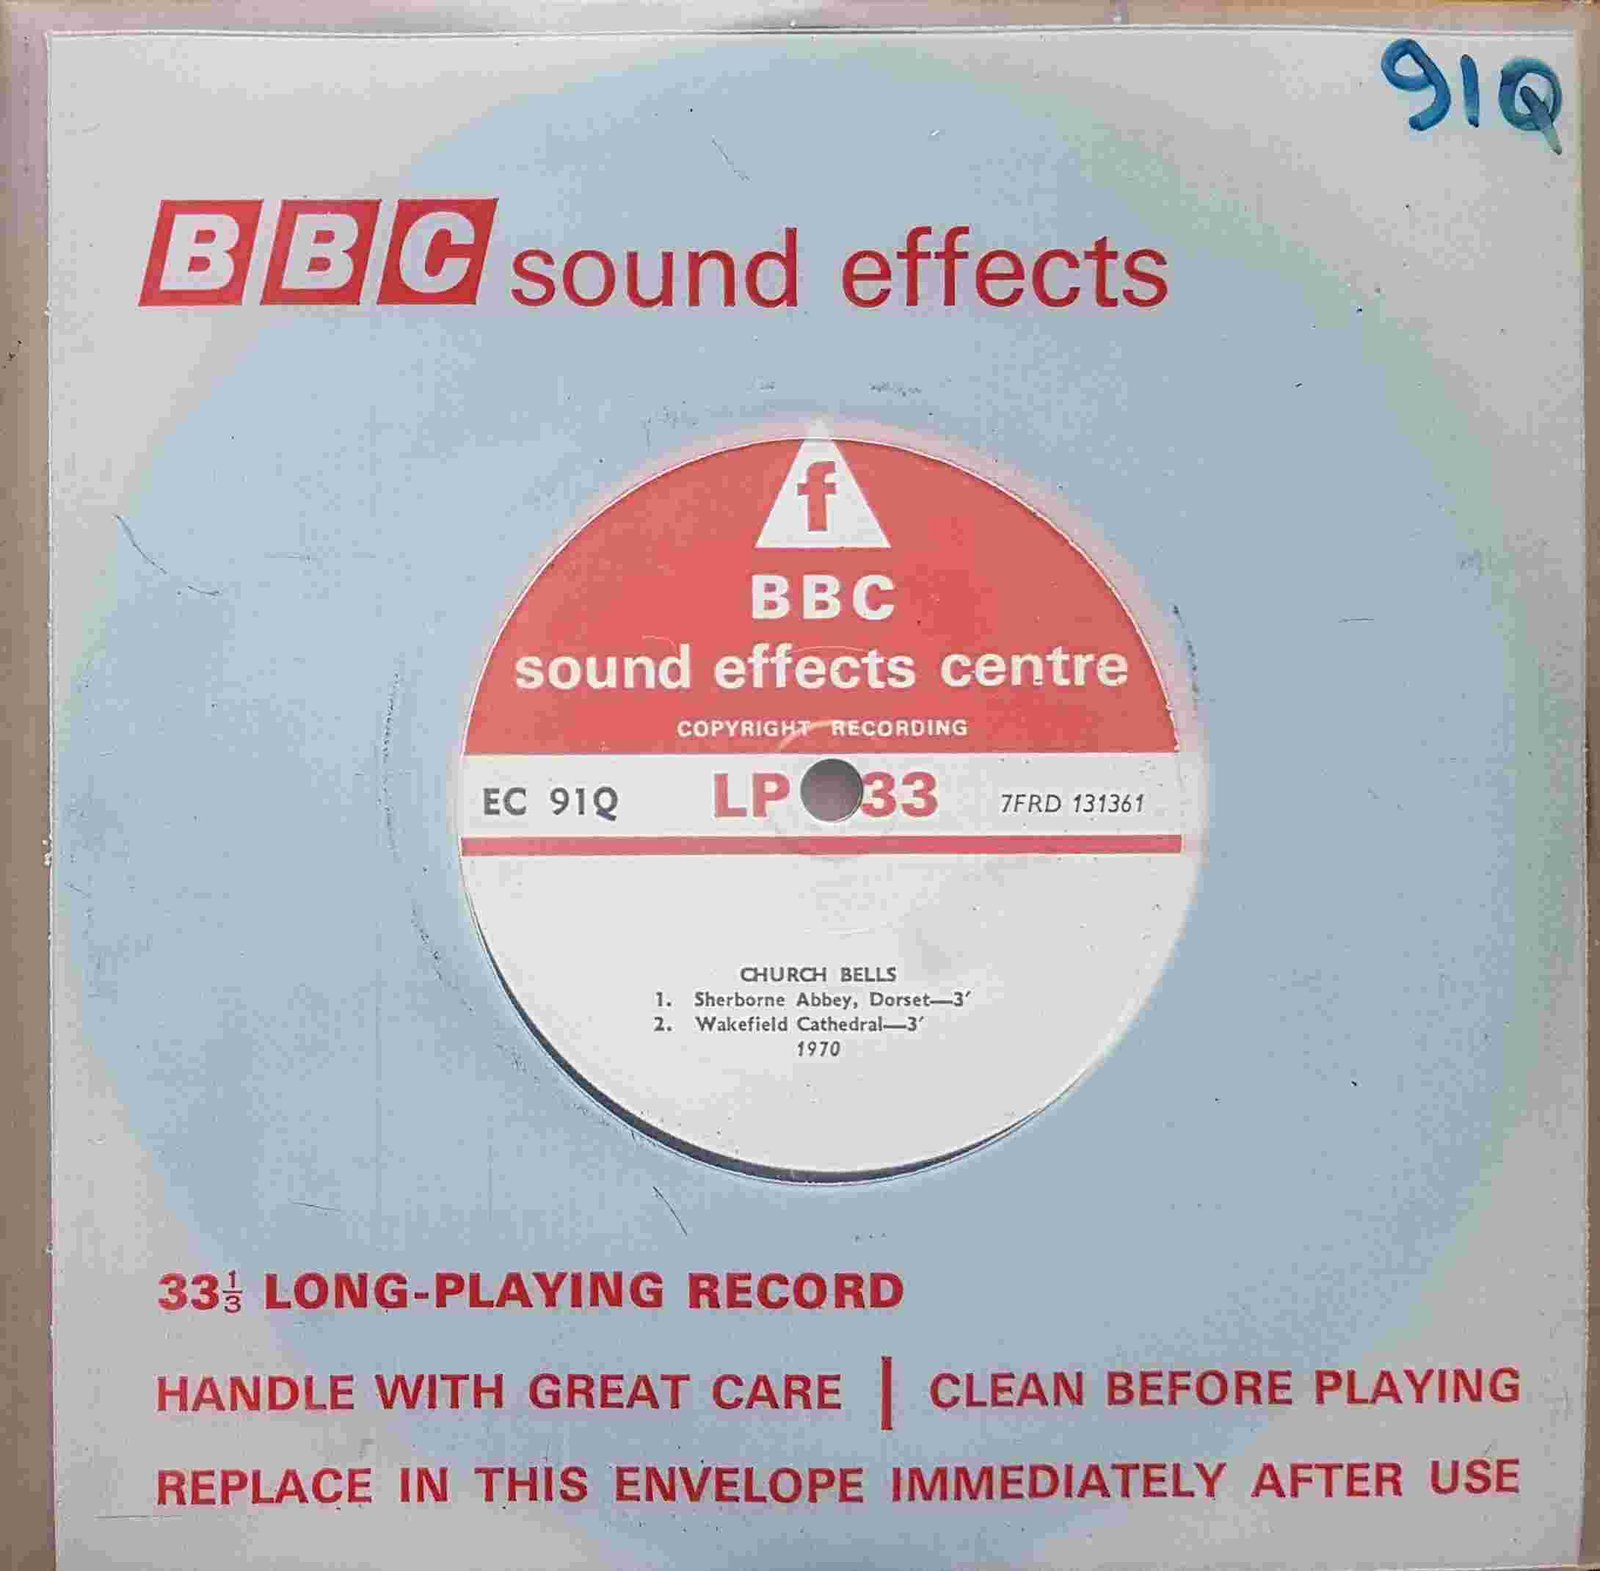 91Q
BBC sound effects
f
BBC
sound effects centre
COPYRIGHT RECORDING
EC 91Q LP 33 7FRD 131361
CHURCH BELLS
1. Sherborne Abbey, Dorset—3′
2. Wakefield Cathedral—3′
1970
33⅓ LONG-PLAYING RECORD
HANDLE WITH GREAT CARE | CLEAN BEFORE PLAYING
REPLACE IN THIS ENVELOPE IMMEDIATELY AFTER USE